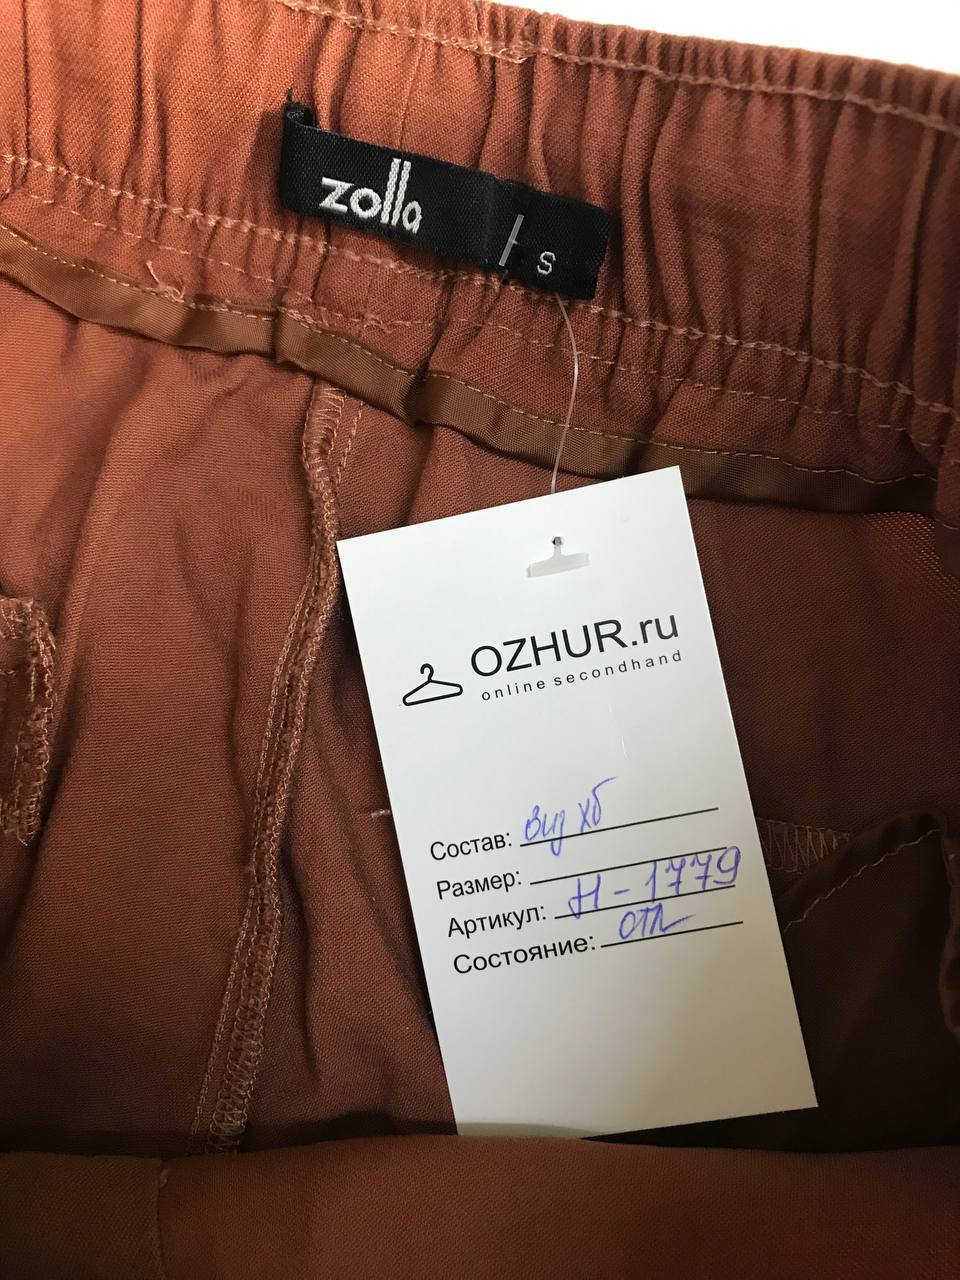 zolla
S
OZHUR.ru
online secondhand
Состав: виз хб
Размер:
Артикул: Н-1779
Состояние: отл